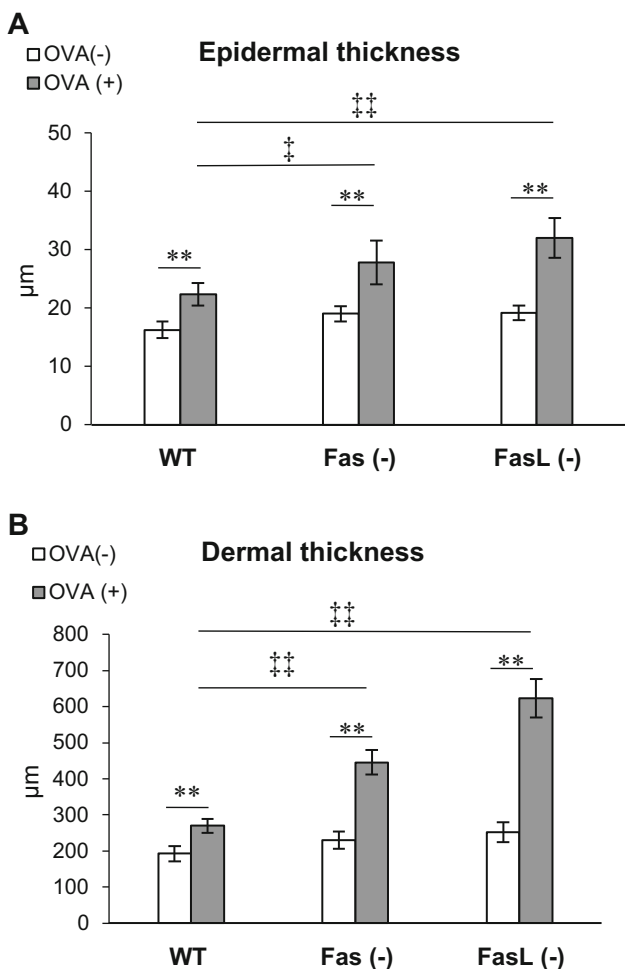 A
OVA(-)
OVA (+)
Epidermal thickness
‡‡
50
‡
40
**
**
30
**
µm
20
10
0
WT Fas (-) FasL (-)
B
OVA(-)
Dermal thickness
OVA (+)
‡‡
800
‡‡
700
**
600
**
500
400
**
µm
300
200
100
0
WT Fas (-) FasL (-)